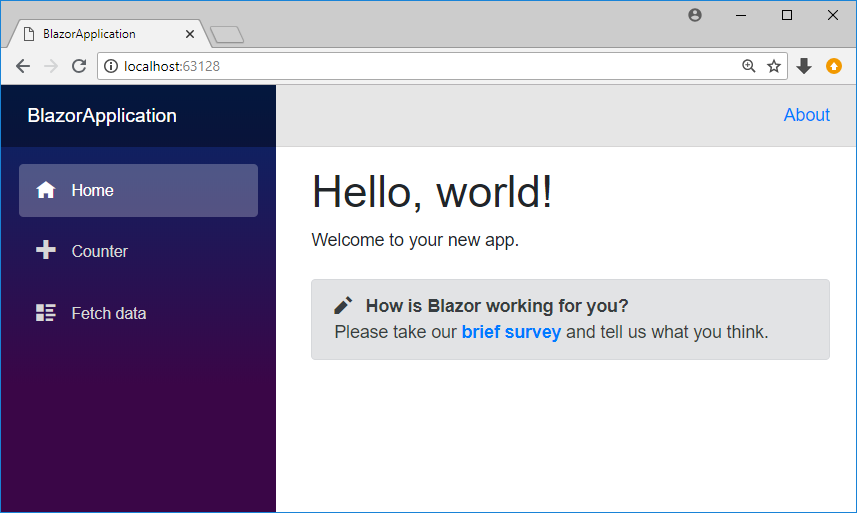 BlazorApplication
localhost:63128
BlazorApplication
About
Home
Counter
Fetch data
Hello, world!
Welcome to your new app.
How is Blazor working for you?
Please take our brief survey and tell us what you think.